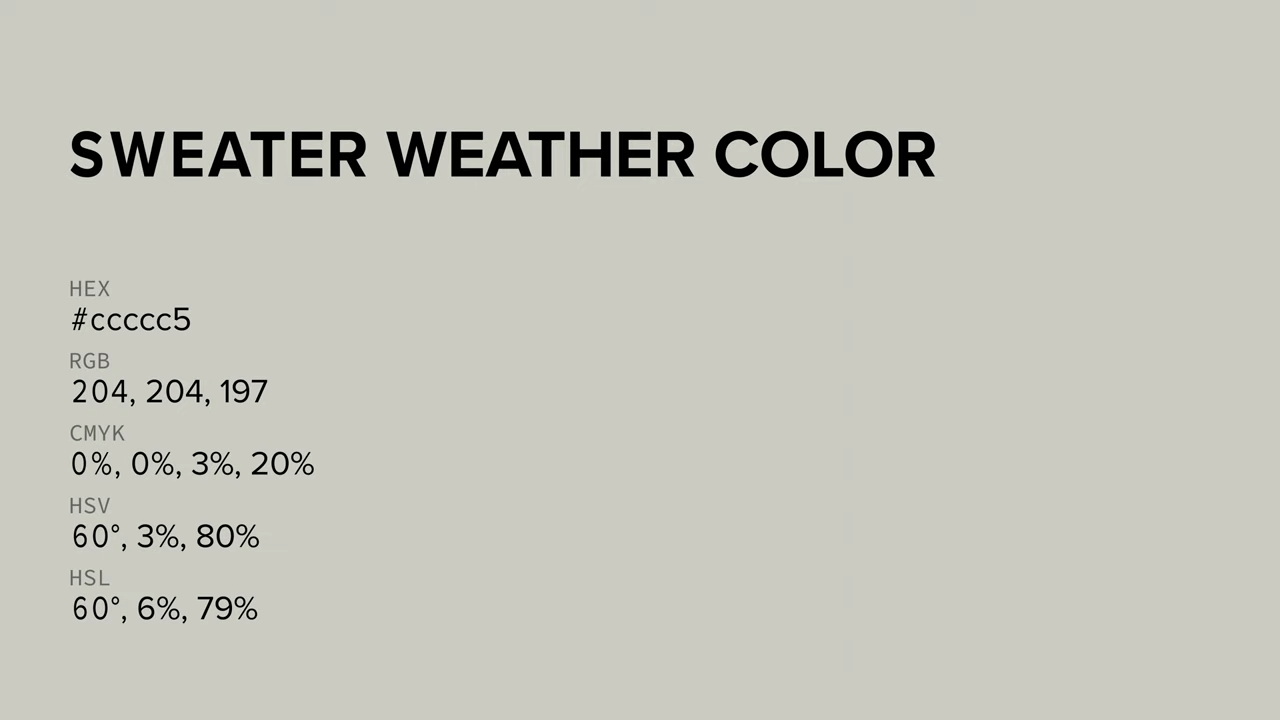 SWEATER WEATHER COLOR
HEX
#ccccc5
RGB
204, 204, 197
CMYK
0%, 0%, 3%, 20%
HSV
60°, 3%, 80%
HSL
60°, 6%, 79%